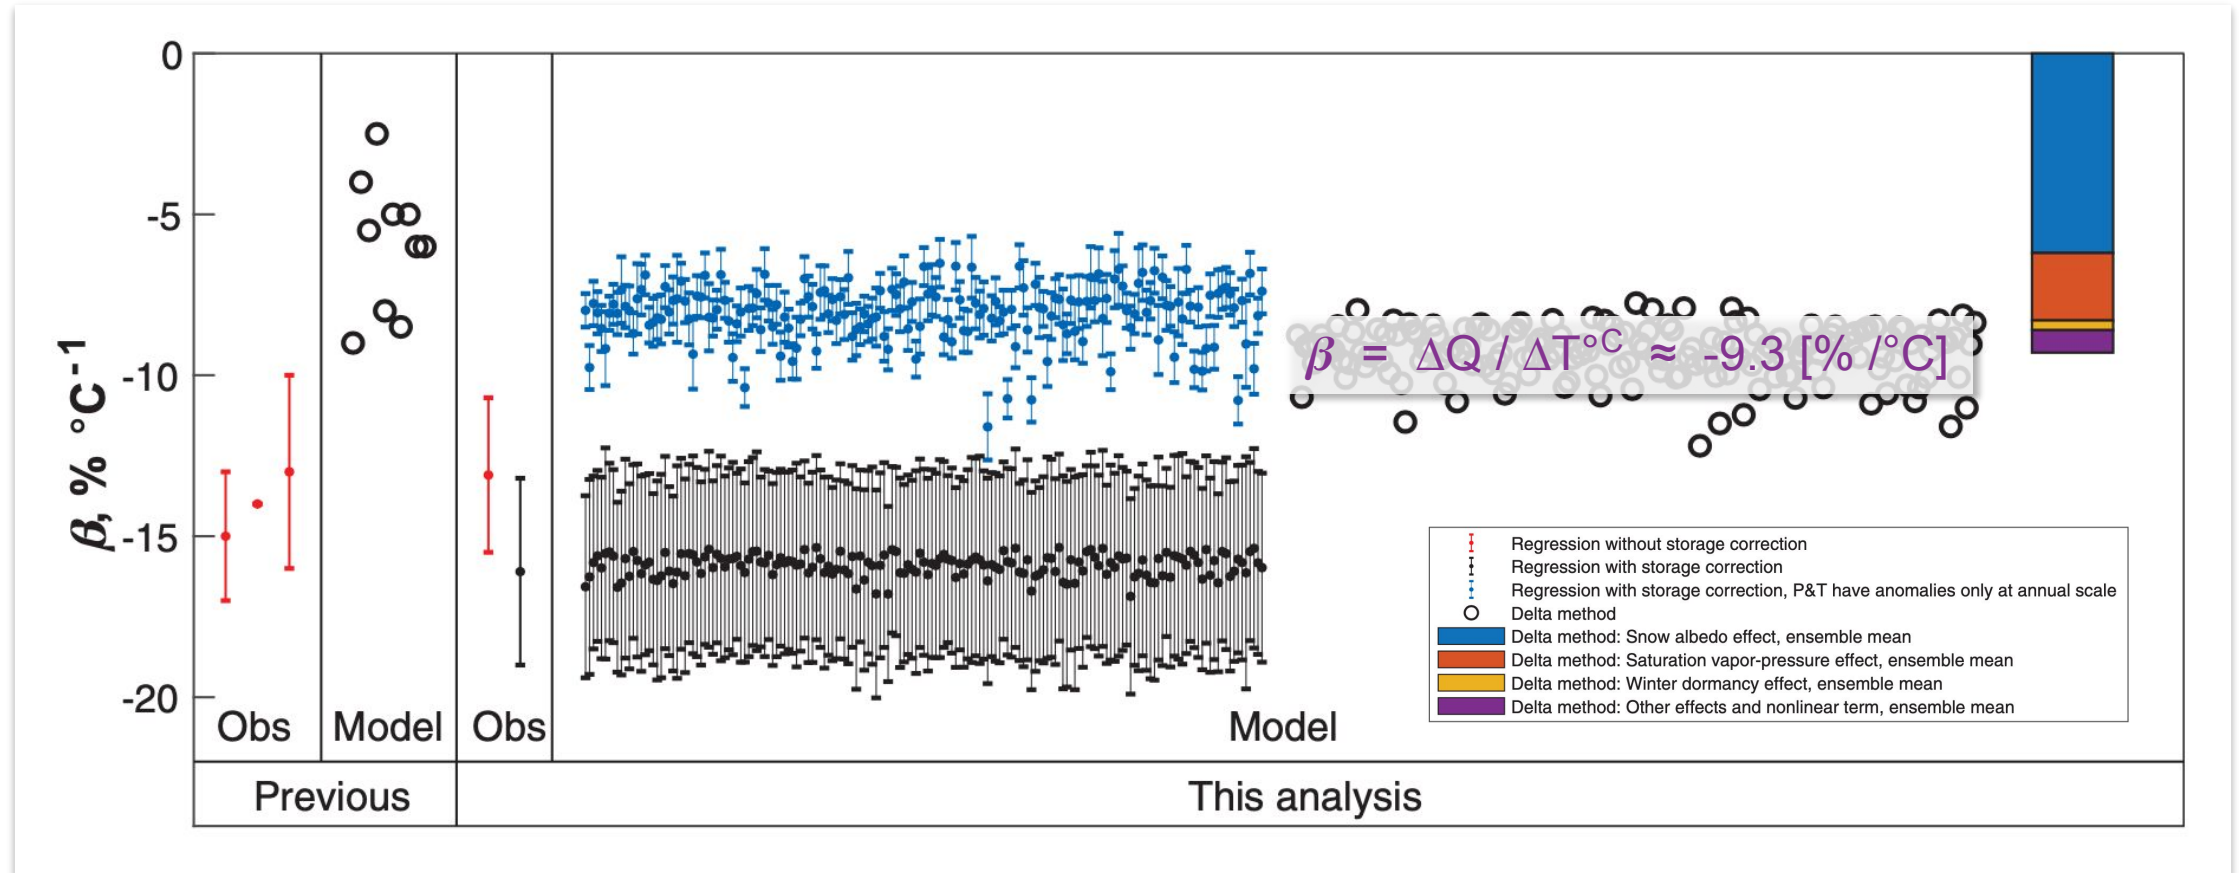 0
-5
-10
-15
-20
β, % °C-1
β = ΔQ / ΔT°C ≈ -9.3 [% /°C]
Regression without storage correction
Regression with storage correction
Regression with storage correction, P&T have anomalies only at annual scale
Delta method
Delta method: Snow albedo effect, ensemble mean
Delta method: Saturation vapor-pressure effect, ensemble mean
Delta method: Winter dormancy effect, ensemble mean
Delta method: Other effects and nonlinear term, ensemble mean
Obs Model Obs Model
Previous This analysis